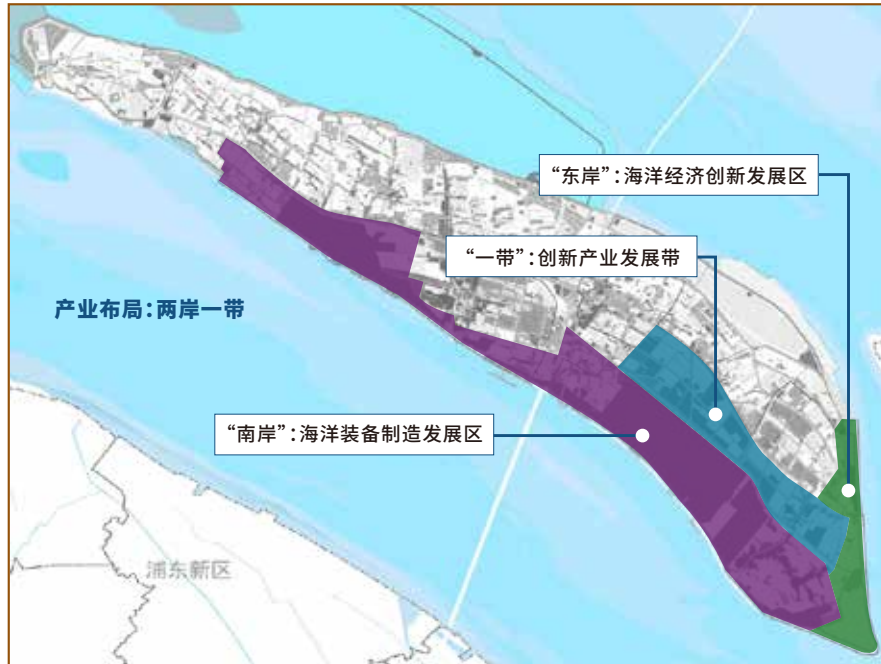 “东岸”:海洋经济创新发展区
“一带”:创新产业发展带
产业布局:两岸一带
“南岸”:海洋装备制造发展区
浦东新区